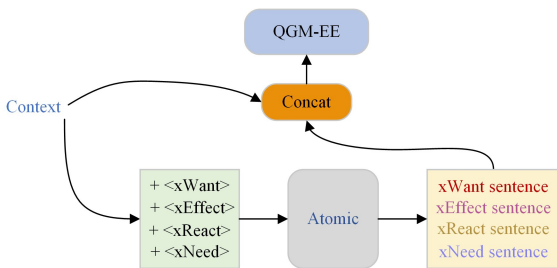 QGM-EE
Concat
Context
+ <xWant>
+ <xEffect>
+ <xReact>
+ <xNeed>
Atomic
xWant sentence
xEffect sentence
xReact sentence
xNeed sentence